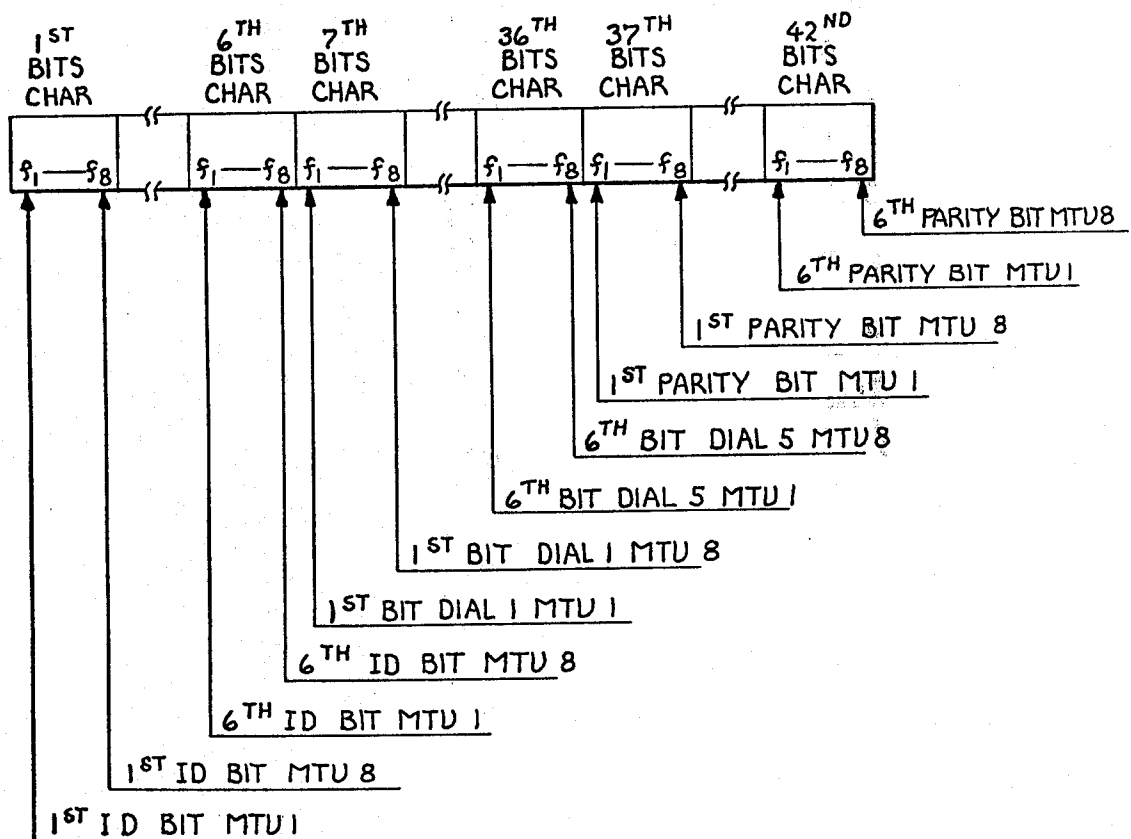 1ST BITS CHAR
6TH BITS CHAR
7TH BITS CHAR
36TH BITS CHAR
37TH BITS CHAR
42ND BITS CHAR
f1 — f8
f1 — f8
f1 — f8
f1 — f8
f1 — f8
f1 — f8
6TH PARITY BIT MTU8
6TH PARITY BIT MTU1
1ST PARITY BIT MTU 8
1ST PARITY BIT MTU 1
6TH BIT DIAL 5 MTU8
6TH BIT DIAL 5 MTU 1
1ST BIT DIAL 1 MTU 8
1ST BIT DIAL 1 MTU 1
6TH ID BIT MTU 8
6TH ID BIT MTU 1
1ST ID BIT MTU 8
1ST ID BIT MTU1